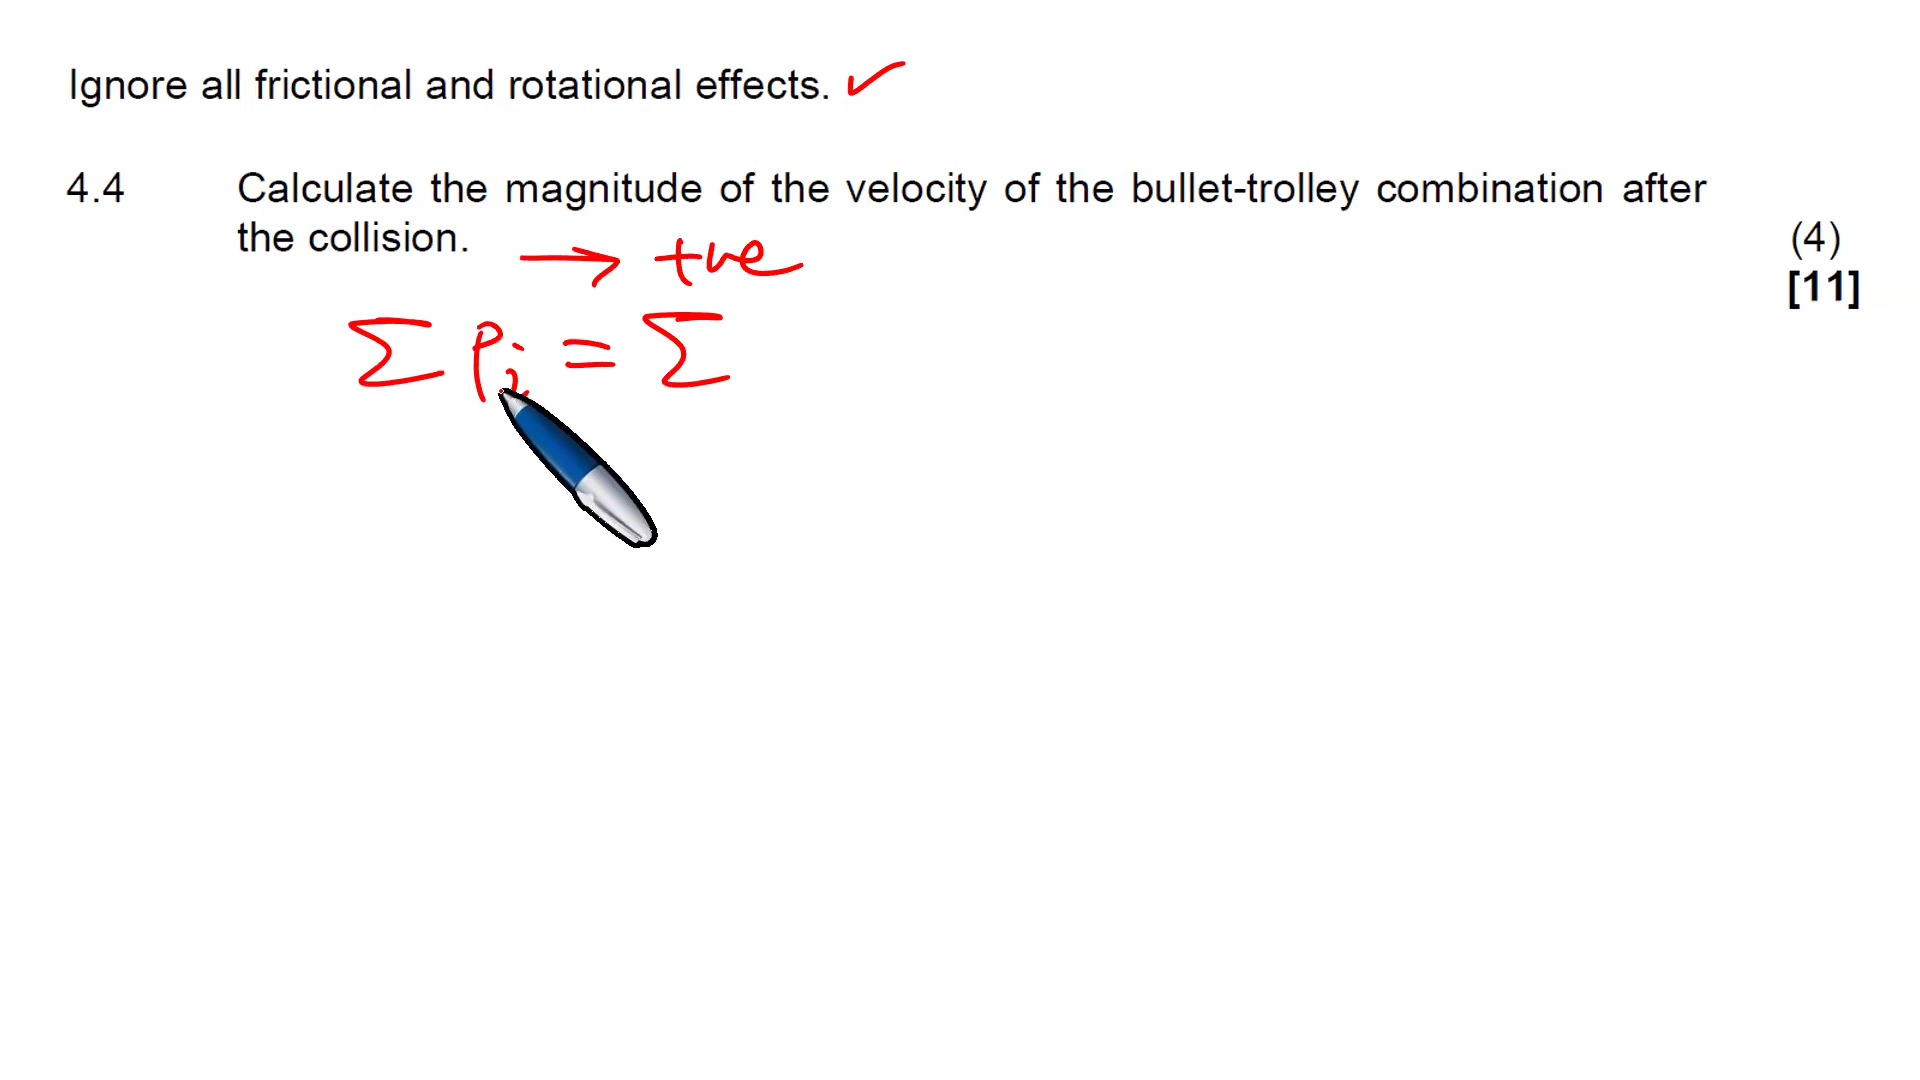 Ignore all frictional and rotational effects. ✓
4.4 Calculate the magnitude of the velocity of the bullet-trolley combination after
the collision. (4)
→ +ve
[11]
Σ pi = Σ